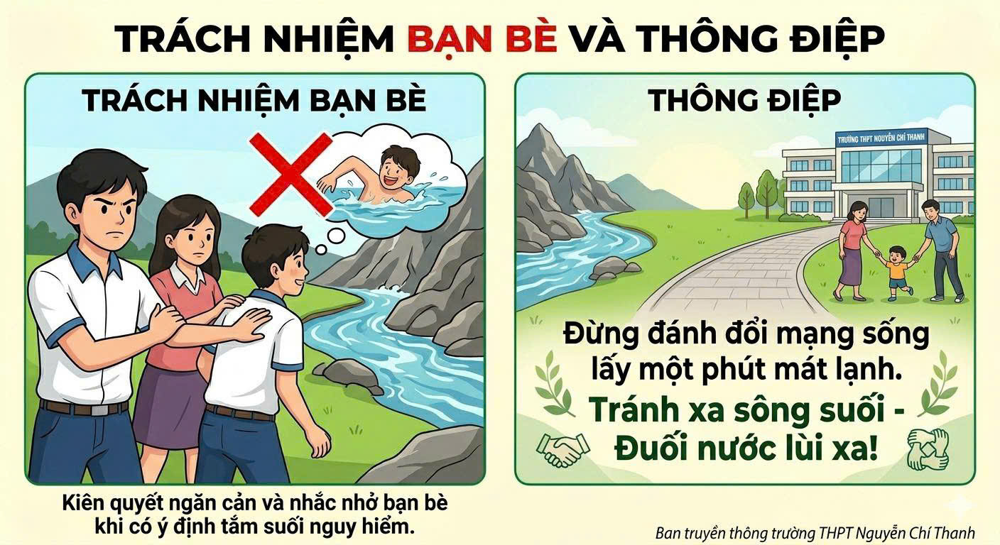 TRÁCH NHIỆM BẠN BÈ VÀ THÔNG ĐIỆP
TRÁCH NHIỆM BẠN BÈ
Kiên quyết ngăn cản và nhắc nhở bạn bè
khi có ý định tắm suối nguy hiểm.
THÔNG ĐIỆP
TRƯỜNG THPT NGUYỄN CHÍ THANH
Đừng đánh đổi mạng sống
lấy một phút mát lạnh.
Tránh xa sông suối -
Đuối nước lùi xa!
Ban truyền thông trường THPT Nguyễn Chí Thanh